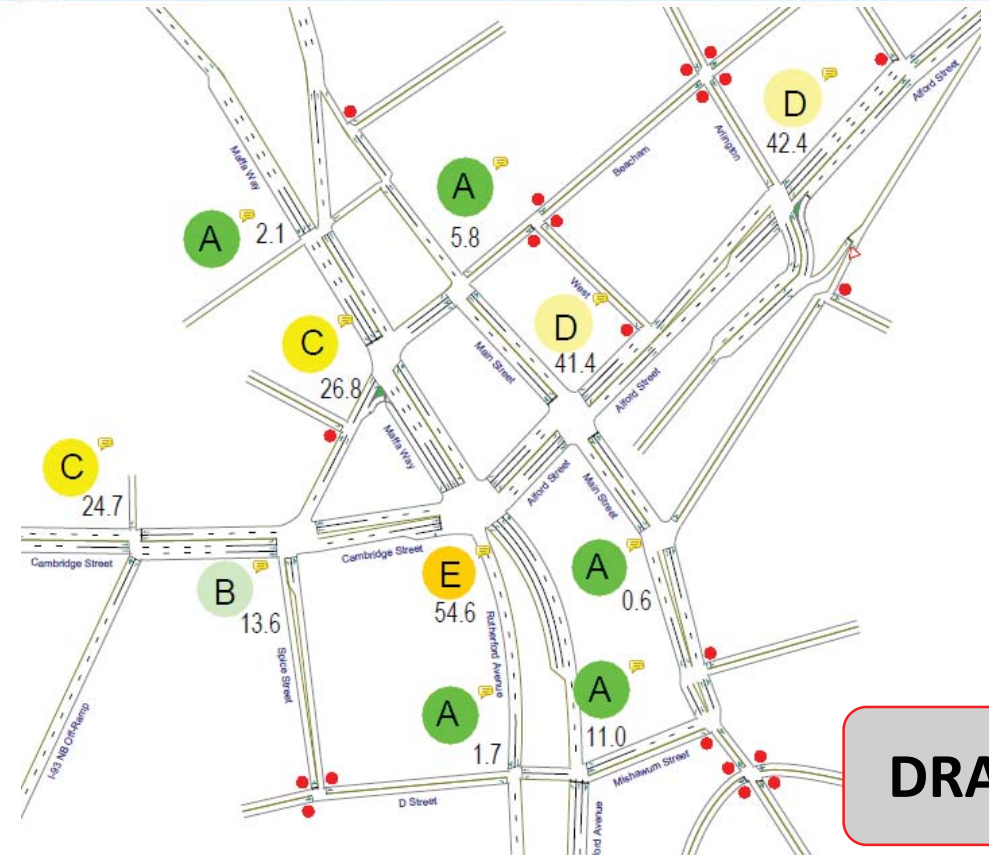 D
42.4
Alford Street
Arlington
Beacham
Maffa Way
A
5.8
A
2.1
West
D
41.4
C
26.8
Main Street
Alford Street
Maffa Way
C
24.7
Alford Street
Main Street
Cambridge Street
Cambridge Street
B
13.6
E
54.6
A
0.6
Rutherford Avenue
Spice Street
A
1.7
A
11.0
I-93 NB Off-Ramp
Mishawum Street
D Street
ford Avenue
DRA